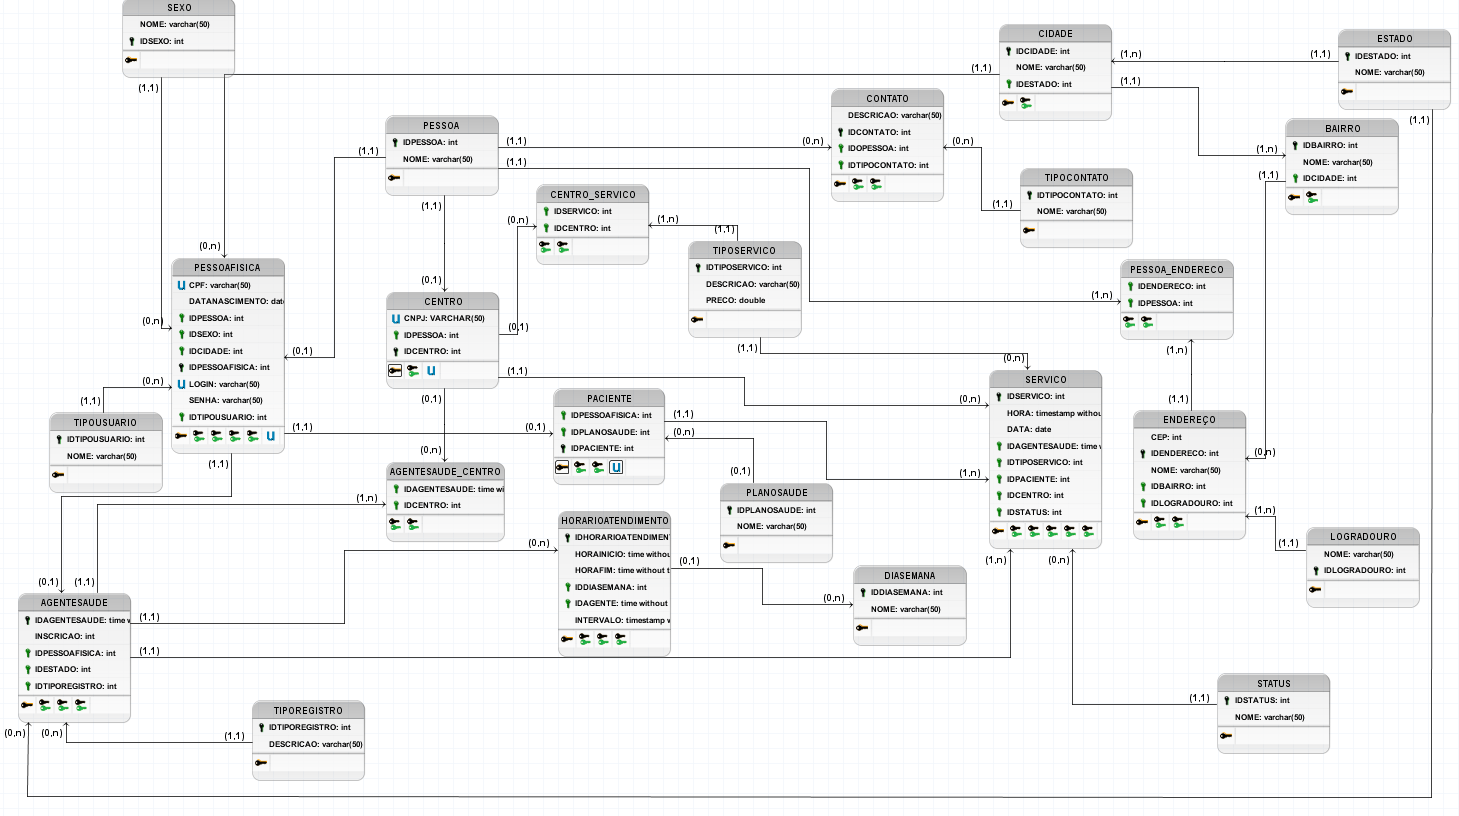 SEXO
NOME: varchar(50)
IDSEXO: int
(1,1)
CIDADE
IDCIDADE: int
NOME: varchar(50)
IDESTADO: int
(1,1)
(1,n)
(1,1)
ESTADO
IDESTADO: int
NOME: varchar(50)
(1,1)
(1,1)
CONTATO
DESCRICAO: varchar(50)
IDCONTATO: int
IDOPESSOA: int
IDTIPOCONTATO: int
(0,n)
(0,n)
BAIRRO
IDBAIRRO: int
NOME: varchar(50)
IDCIDADE: int
(1,n)
(1,1)
PESSOA
IDPESSOA: int
NOME: varchar(50)
(1,1)
(1,1)
(1,1)
(1,1)
TIPOCONTATO
IDTIPOCONTATO: int
NOME: varchar(50)
(1,1)
CENTRO_SERVICO
IDSERVICO: int
IDCENTRO: int
(0,n)
(1,n)
(1,1)
TIPOSERVICO
IDTIPOSERVICO: int
DESCRICAO: varchar(50)
PRECO: double
(1,1)
PESSOA_ENDERECO
IDENDERECO: int
IDPESSOA: int
(1,n)
(1,n)
(0,n)
PESSOAFISICA
CPF: varchar(50)
DATANASCIMENTO: dat
IDPESSOA: int
IDSEXO: int
IDCIDADE: int
IDPESSOAFISICA: int
LOGIN: varchar(50)
SENHA: varchar(50)
IDTIPOUSUARIO: int
(0,n)
(0,1)
(0,n)
(1,1)
(1,1)
(0,1)
CENTRO
CNPJ: VARCHAR(50)
IDPESSOA: int
IDCENTRO: int
(0,1)
(1,1)
(0,1)
TIPOUSUARIO
IDTIPOUSUARIO: int
NOME: varchar(50)
(1,1)
PACIENTE
IDPESSOAFISICA: int
IDPLANOSAUDE: int
IDPACIENTE: int
(0,1)
(1,1)
(0,n)
SERVICO
IDSERVICO: int
HORA: timestamp withou
DATA: date
IDAGENTESAUDE: time
IDTIPOSERVICO: int
IDPACIENTE: int
IDCENTRO: int
IDSTATUS: int
(0,n)
(0,n)
(1,n)
(1,n)
(0,n)
ENDEREÇO
CEP: int
IDENDERECO: int
NOME: varchar(50)
IDBAIRRO: int
IDLOGRADOURO: int
(1,1)
(0,n)
(1,n)
(0,n)
AGENTESAUDE_CENTRO
IDAGENTESAUDE: time wi
IDCENTRO: int
(1,n)
PLANOSAUDE
IDPLANOSAUDE: int
NOME: varchar(50)
(0,1)
HORARIOATENDIMENTO
IDHORARIOATENDIMEN
HORAINICIO: time withou
HORAFIM: time without t
IDDIASEMANA: int
IDAGENTE: time without
INTERVALO: timestamp w
(0,n)
(0,1)
LOGRADOURO
NOME: varchar(50)
IDLOGRADOURO: int
(1,1)
DIASEMANA
IDDIASEMANA: int
NOME: varchar(50)
(0,n)
AGENTESAUDE
IDAGENTESAUDE: time w
INSCRICAO: int
IDPESSOAFISICA: int
IDESTADO: int
IDTIPOREGISTRO: int
(0,1)
(1,1)
(1,1)
(1,1)
(0,n)
(0,n)
STATUS
IDSTATUS: int
NOME: varchar(50)
(1,1)
TIPOREGISTRO
IDTIPOREGISTRO: int
DESCRICAO: varchar(50)
(1,1)